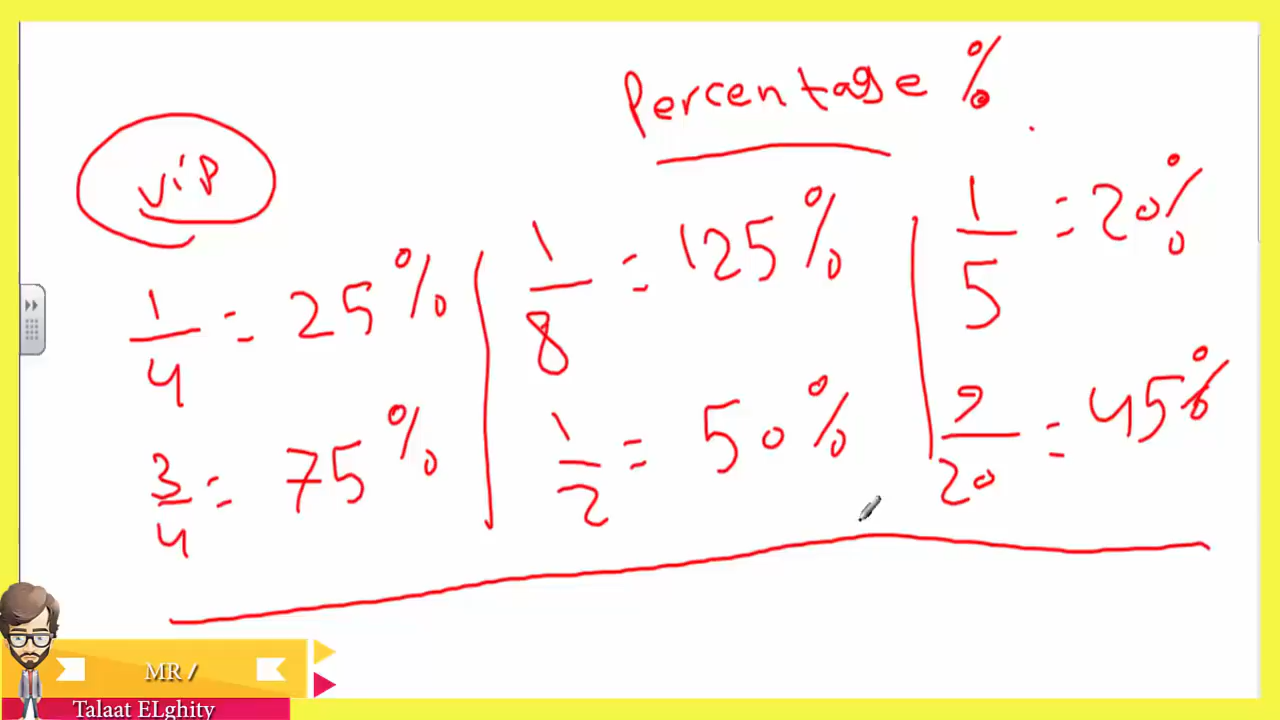 Percentage %
vip
1/4 = 25%
3/4 = 75%
1/8 = 125%
1/2 = 50%
1/5 = 20%
9/20 = 45%
MR /
Talaat ELghity